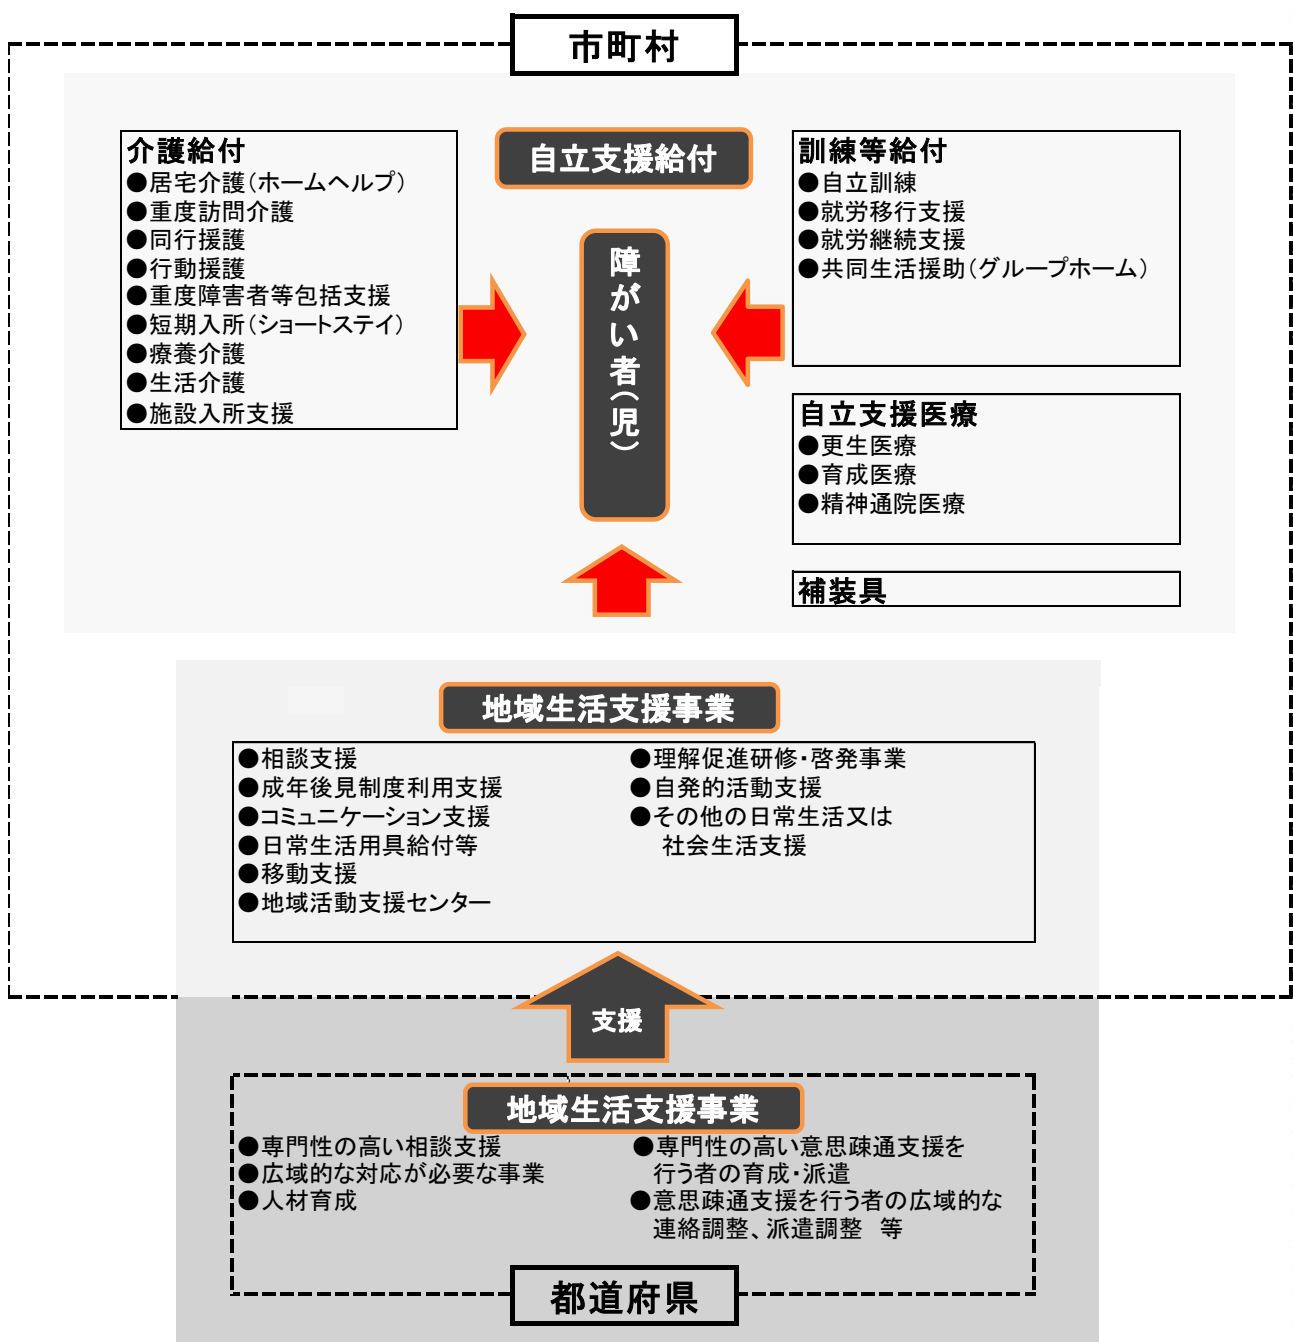 市町村
介護給付
●居宅介護(ホームヘルプ)
●重度訪問介護
●同行援護
●行動援護
●重度障害者等包括支援
●短期入所(ショートステイ)
●療養介護
●生活介護
●施設入所支援
自立支援給付
障がい者(児)
訓練等給付
●自立訓練
●就労移行支援
●就労継続支援
●共同生活援助(グループホーム)
自立支援医療
●更生医療
●育成医療
●精神通院医療
補装具
地域生活支援事業
●相談支援
●成年後見制度利用支援
●コミュニケーション支援
●日常生活用具給付等
●移動支援
●地域活動支援センター
●理解促進研修・啓発事業
●自発的活動支援
●その他の日常生活又は
社会生活支援
支援
地域生活支援事業
●専門性の高い相談支援
●広域的な対応が必要な事業
●人材育成
●専門性の高い意思疎通支援を
行う者の育成・派遣
●意思疎通支援を行う者の広域的な
連絡調整、派遣調整 等
都道府県